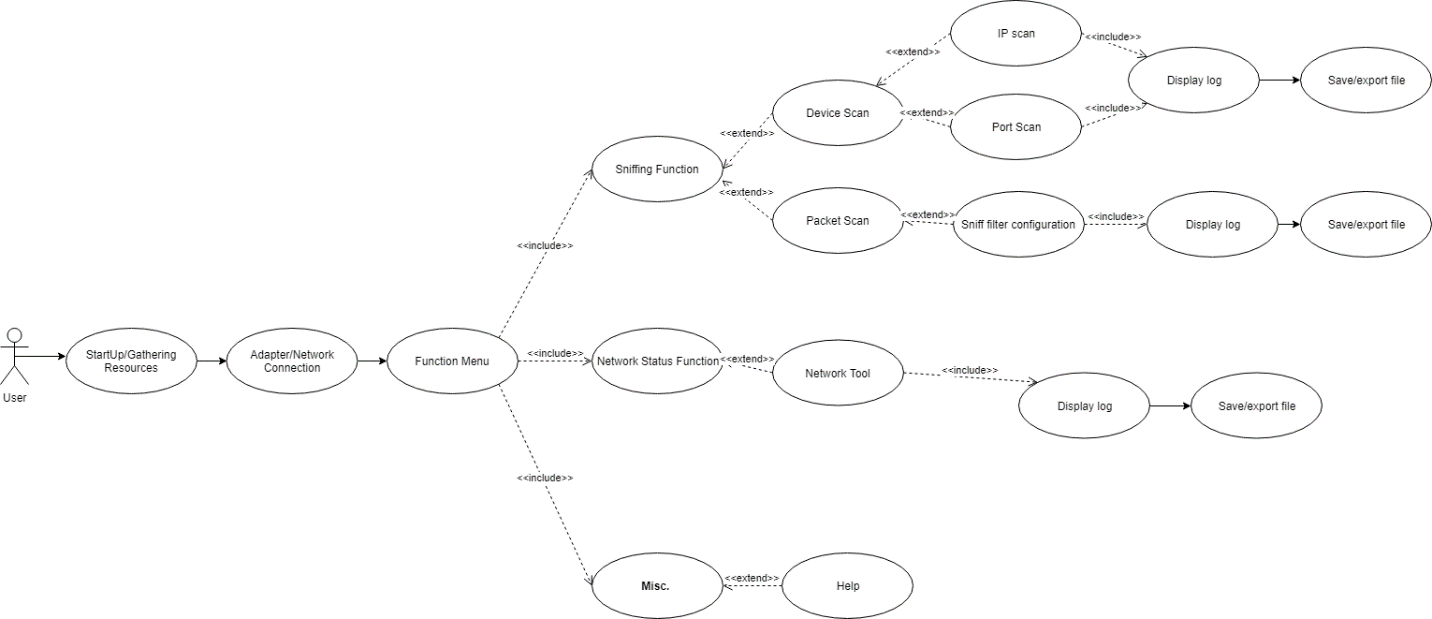 IP scan
<<extend>>
<<include>>
Display log
Save/export file
Device Scan
<<extend>>
<<include>>
Port Scan
<<extend>>
Sniffing Function
<<extend>>
Packet Scan
<<extend>>
Sniff filter configuration
<<include>>
Display log
Save/export file
<<include>>
User
StartUp/Gathering
Resources
Adapter/Network
Connection
Function Menu
<<include>>
Network Status Function
<<extend>>
Network Tool
<<include>>
Display log
Save/export file
<<include>>
Misc.
<<extend>>
Help